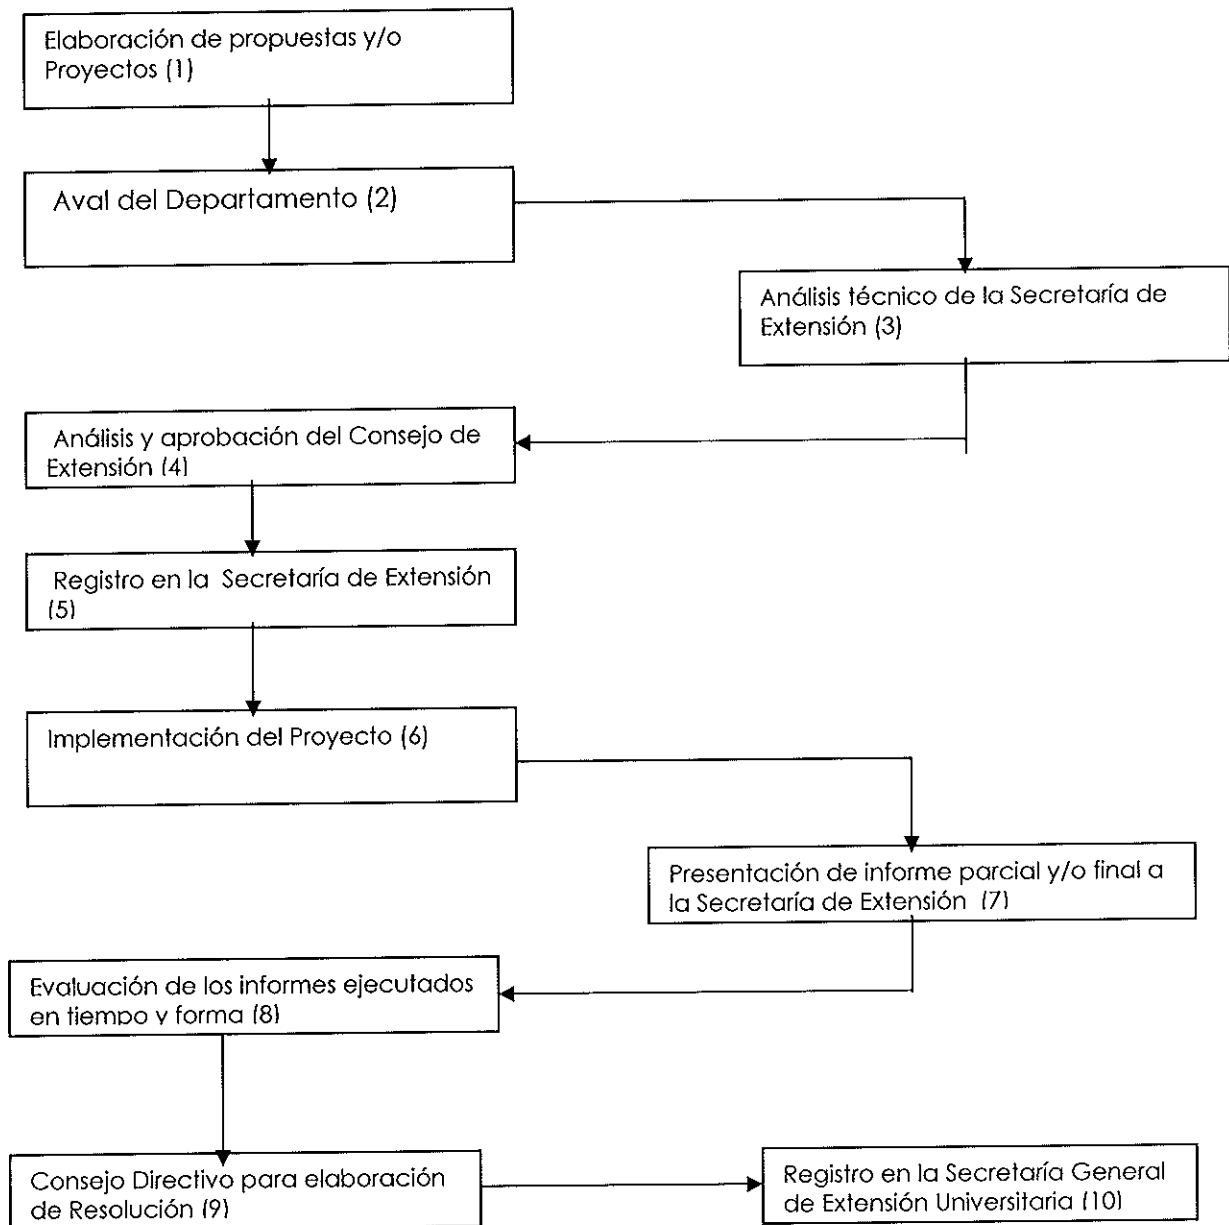 Elaboración de propuestas y/o
Proyectos (1)
Aval del Departamento (2)
Análisis técnico de la Secretaría de
Extensión (3)
Análisis y aprobación del Consejo de
Extensión (4)
Registro en la Secretaría de Extensión
(5)
Implementación del Proyecto (6)
Presentación de informe parcial y/o final a
la Secretaría de Extensión (7)
Evaluación de los informes ejecutados
en tiempo y forma (8)
Consejo Directivo para elaboración
de Resolución (9)
Registro en la Secretaría General
de Extensión Universitaria (10)